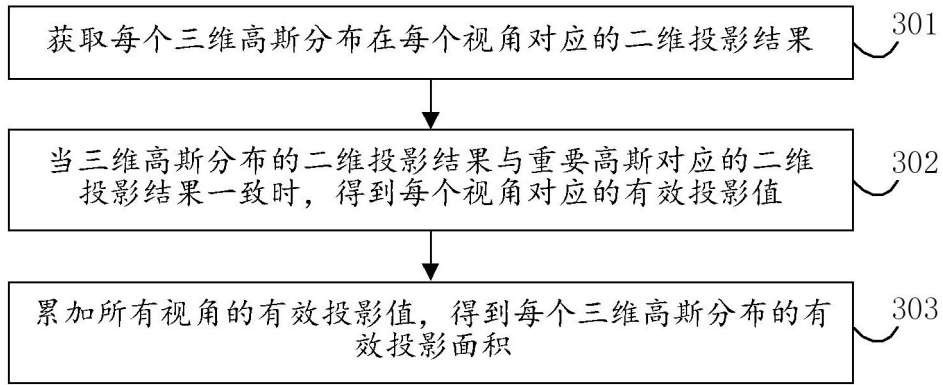 获取每个三维高斯分布在每个视角对应的二维投影结果
301
当三维高斯分布的二维投影结果与重要高斯对应的二维
投影结果一致时，得到每个视角对应的有效投影值
302
累加所有视角的有效投影值，得到每个三维高斯分布的有
效投影面积
303